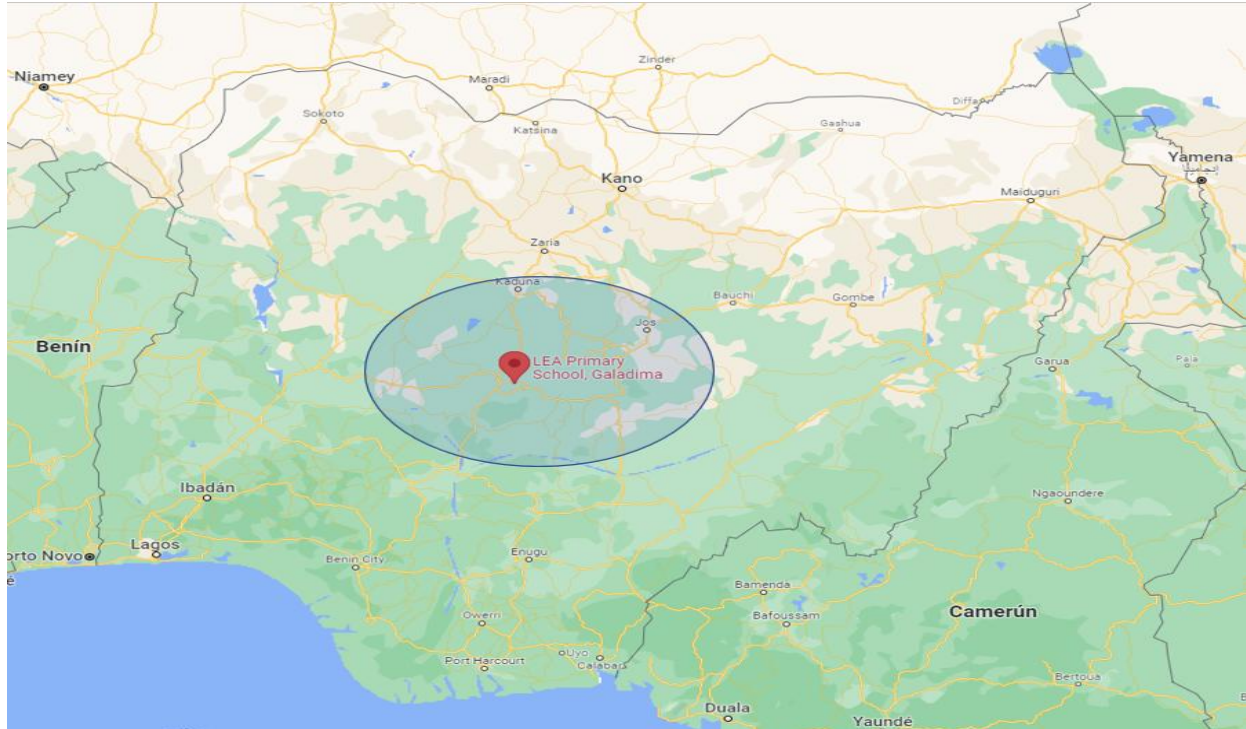 Niamey
Zinder
Maradi
Diffa
Sokoto
Katsina
Gashua
Yamena
إنجامينا
Kano
Maiduguri
Zaria
Kaduna
Bauchi
Gombe
Jos
Benín
LEA Primary
School, Galadima
Garua
Pala
Ibadán
Ngaoundere
Lagos
orto Novo
é
Benin City
Enugu
Bamenda
Camerún
Owerri
Bafoussam
Uyo
Calabar
Port Harcourt
Bertoua
Duala
Yaundé